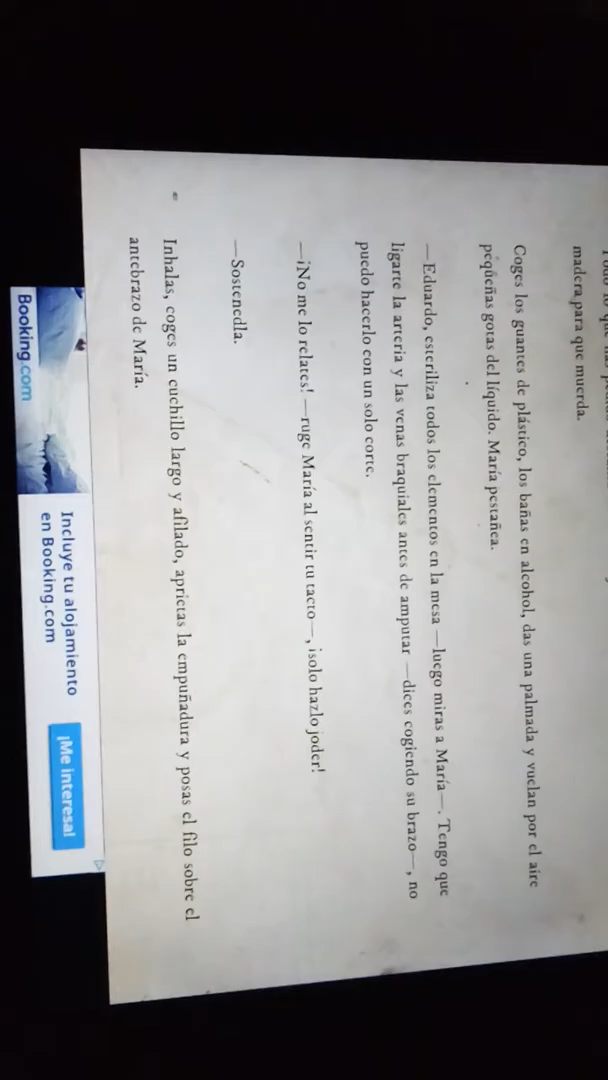 madera para que muerda.
Coges los guantes de plástico, los bañas en alcohol, das una palmada y vuelan por el aire
pequeñas gotas del líquido. María pestañea.
—Eduardo, esteriliza todos los elementos en la mesa —luego miras a María—. Tengo que
ligarte la arteria y las venas braquiales antes de amputar —dices cogiendo su brazo—, no
puedo hacerlo con un solo corte.
—¡No me lo relates! —ruge María al sentir tu tacto—, ¡solo hazlo joder!
—Sostenedla.
Inhalas, coges un cuchillo largo y afilado, aprietas la empuñadura y posas el filo sobre el
antebrazo de María.
Booking.com
Incluye tu alojamiento
en Booking.com
¡Me interesa!